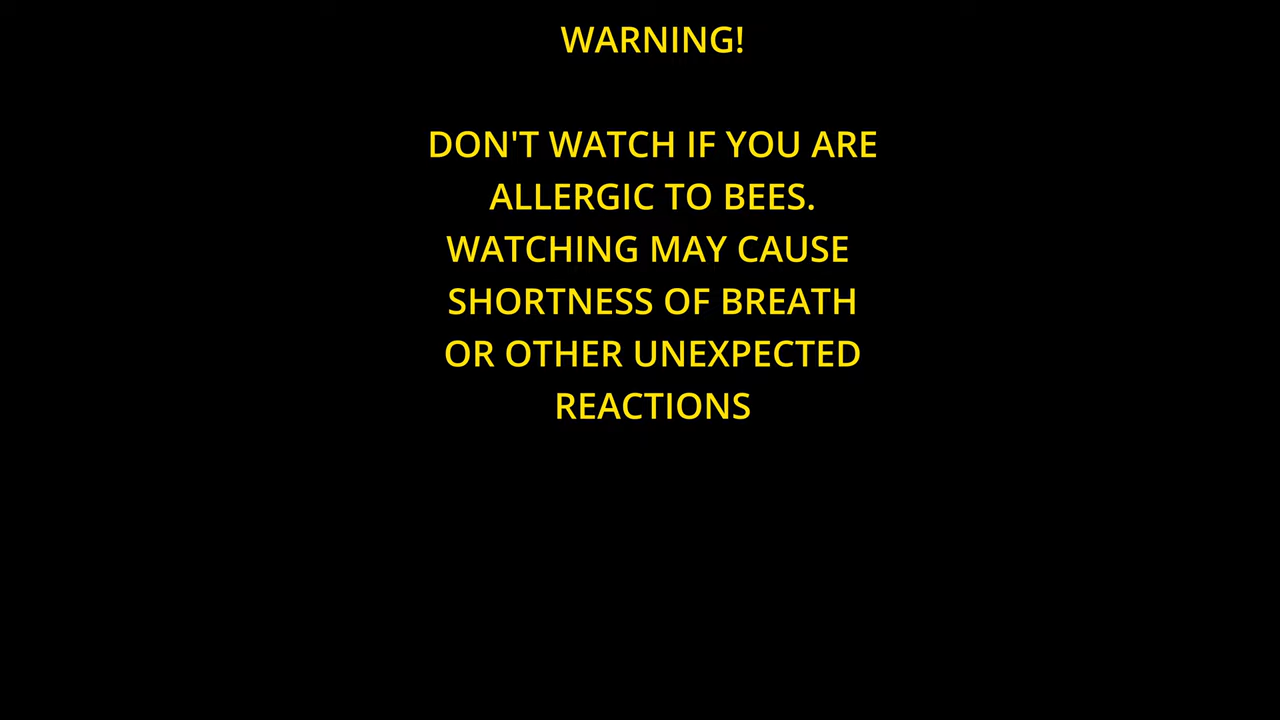 WARNING!
DON'T WATCH IF YOU ARE
ALLERGIC TO BEES.
WATCHING MAY CAUSE
SHORTNESS OF BREATH
OR OTHER UNEXPECTED
REACTIONS